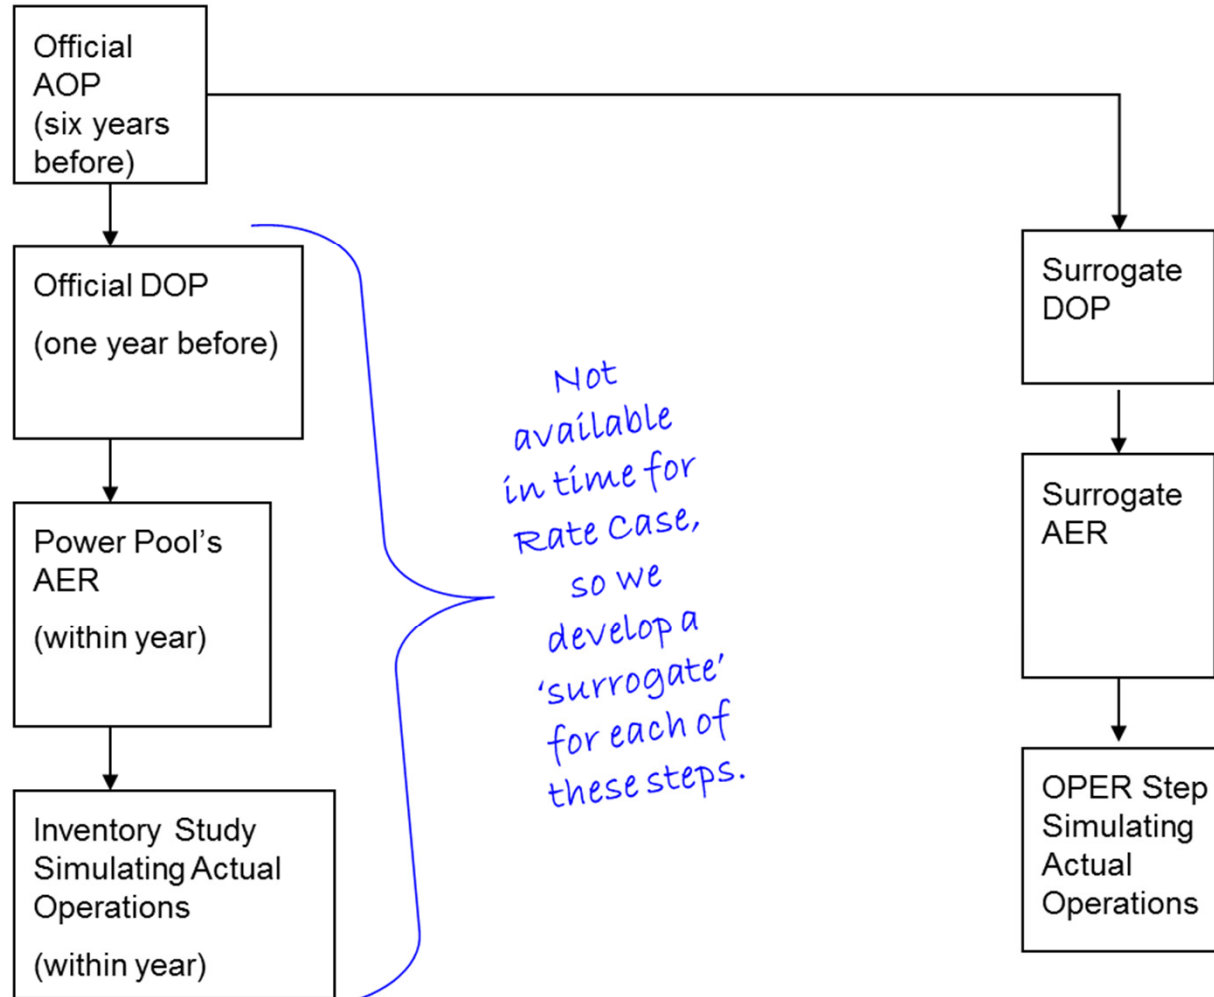 Official
AOP
(six years
before)
Official DOP
(one year before)
Power Pool’s
AER
(within year)
Inventory Study
Simulating Actual
Operations
(within year)
Not
available
in time for
Rate Case,
so we
develop a
‘surrogate’
for each of
these steps.
Surrogate
DOP
Surrogate
AER
OPER Step
Simulating
Actual
Operations